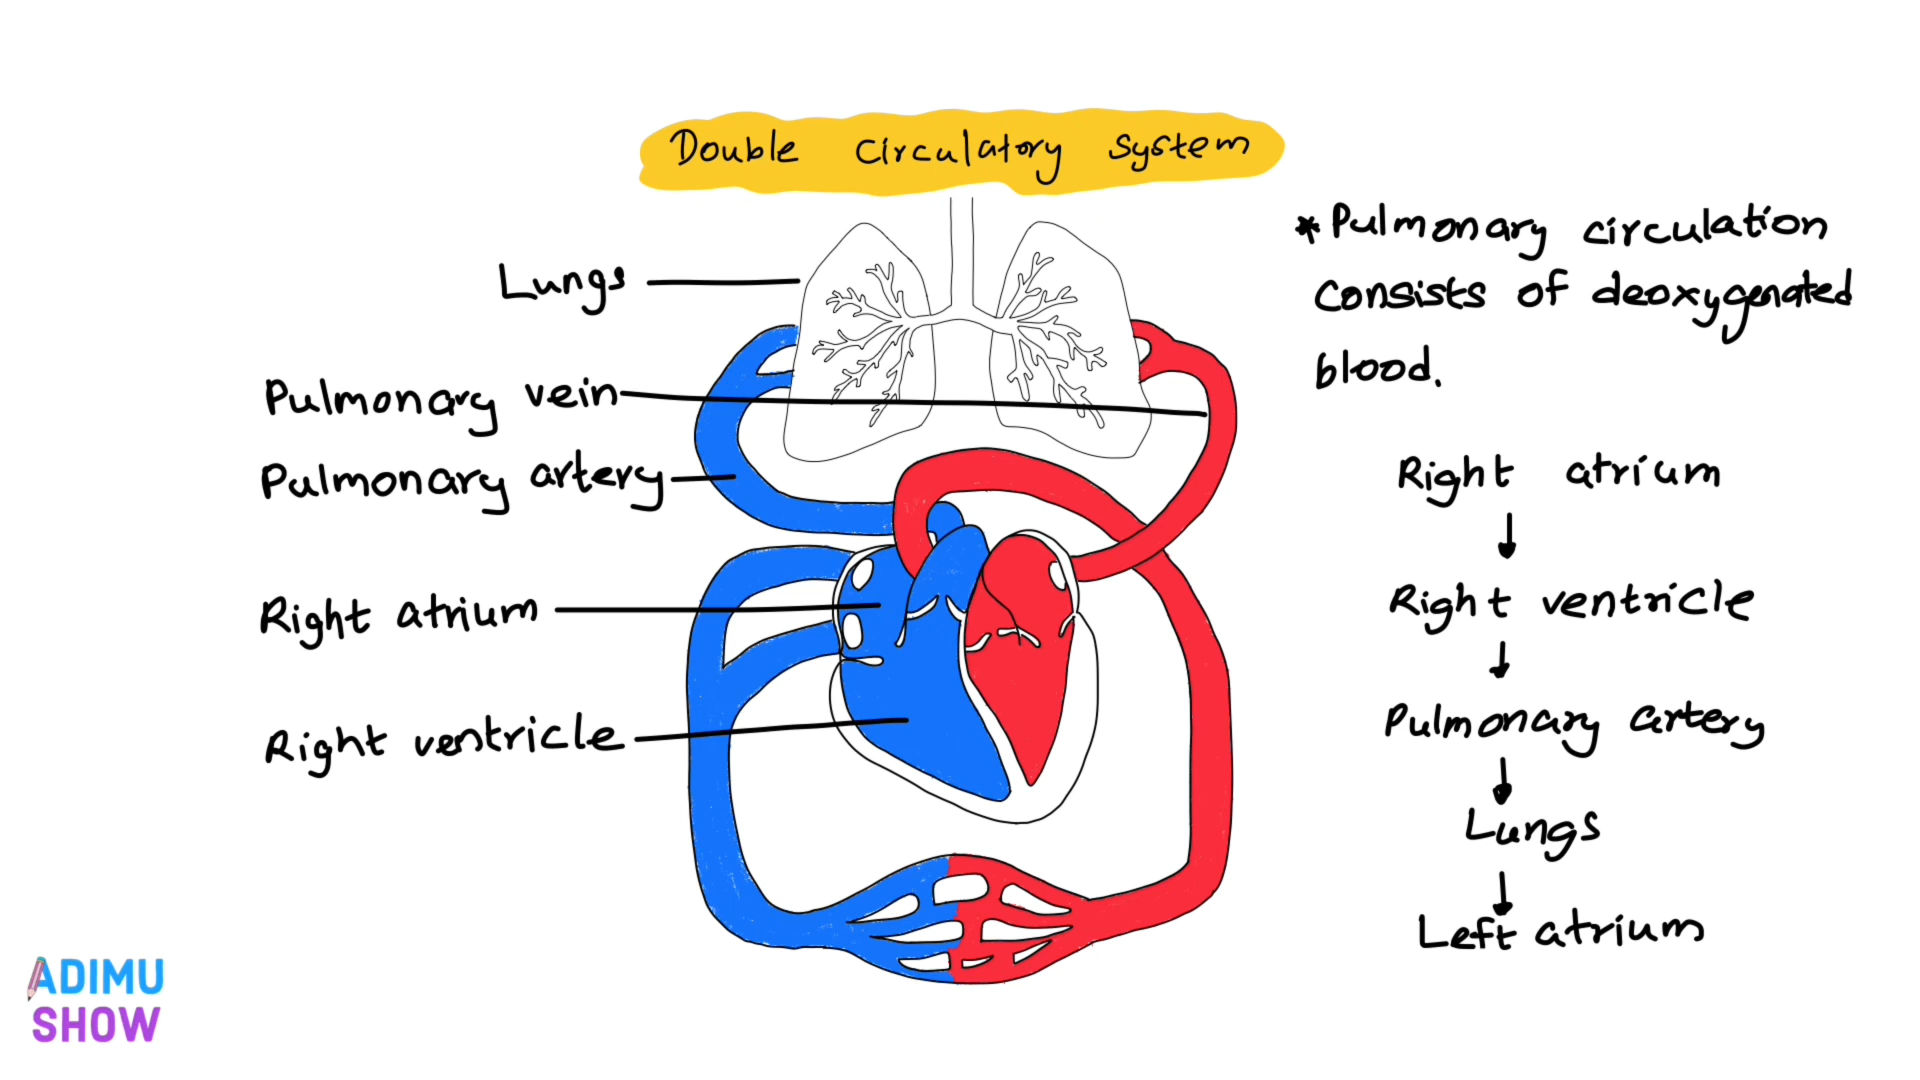 Double Circulatory System
Lungs
Pulmonary vein
Pulmonary artery
Right atrium
Right ventricle
* Pulmonary circulation
consists of deoxygenated
blood.
Right atrium
Right ventricle
Pulmonary artery
Lungs
Left atrium
ADIMU
SHOW